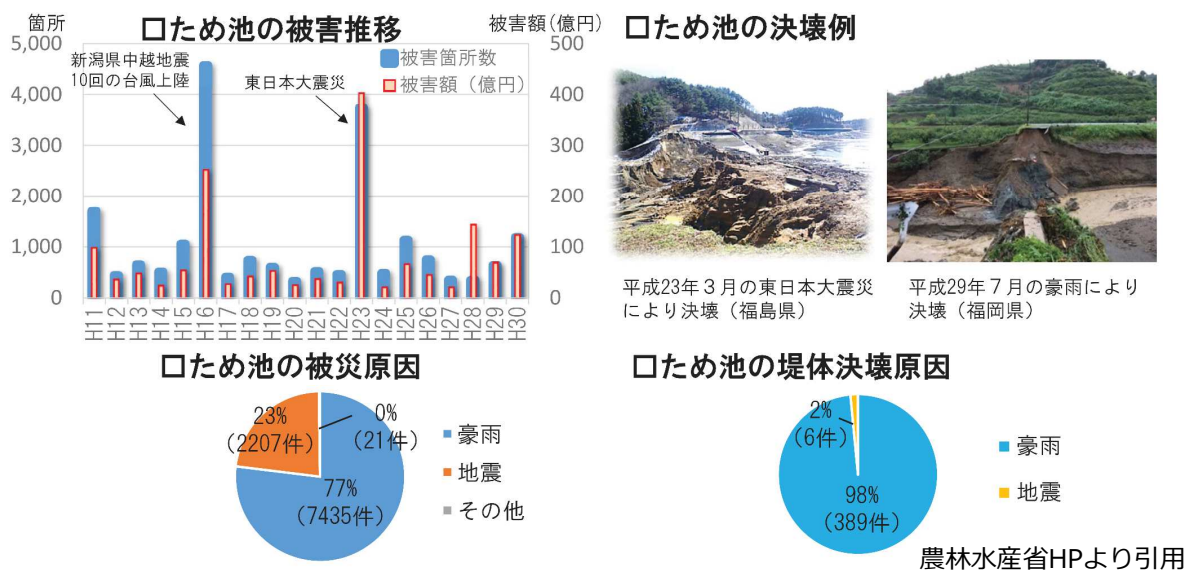 □ため池の被害推移
箇所
被害額(億円)
5,000
4,000
3,000
2,000
1,000
0
500
400
300
200
100
0
新潟県中越地震
10回の台風上陸
東日本大震災
被害箇所数
被害額（億円）
H11
H12
H13
H14
H15
H16
H17
H18
H19
H20
H21
H22
H23
H24
H25
H26
H27
H28
H29
H30
□ため池の決壊例
平成23年３月の東日本大震災
により決壊（福島県）
平成29年７月の豪雨により
決壊（福岡県）
□ため池の被災原因
23%
(2207件)
0%
(21件)
77%
(7435件)
豪雨
地震
その他
□ため池の堤体決壊原因
2%
(6件)
98%
(389件)
豪雨
地震
農林水産省HPより引用